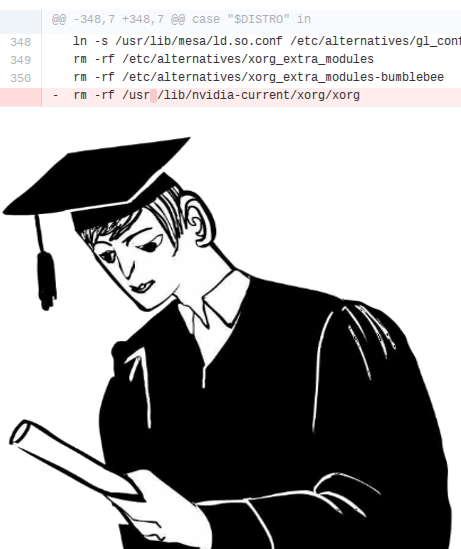 @@ -348,7 +348,7 @@ case "$DISTRO" in
348 ln -s /usr/lib/mesa/ld.so.conf /etc/alternatives/gl_conf
349 rm -rf /etc/alternatives/xorg_extra_modules
350 rm -rf /etc/alternatives/xorg_extra_modules-bumblebee
- rm -rf /usr /lib/nvidia-current/xorg/xorg